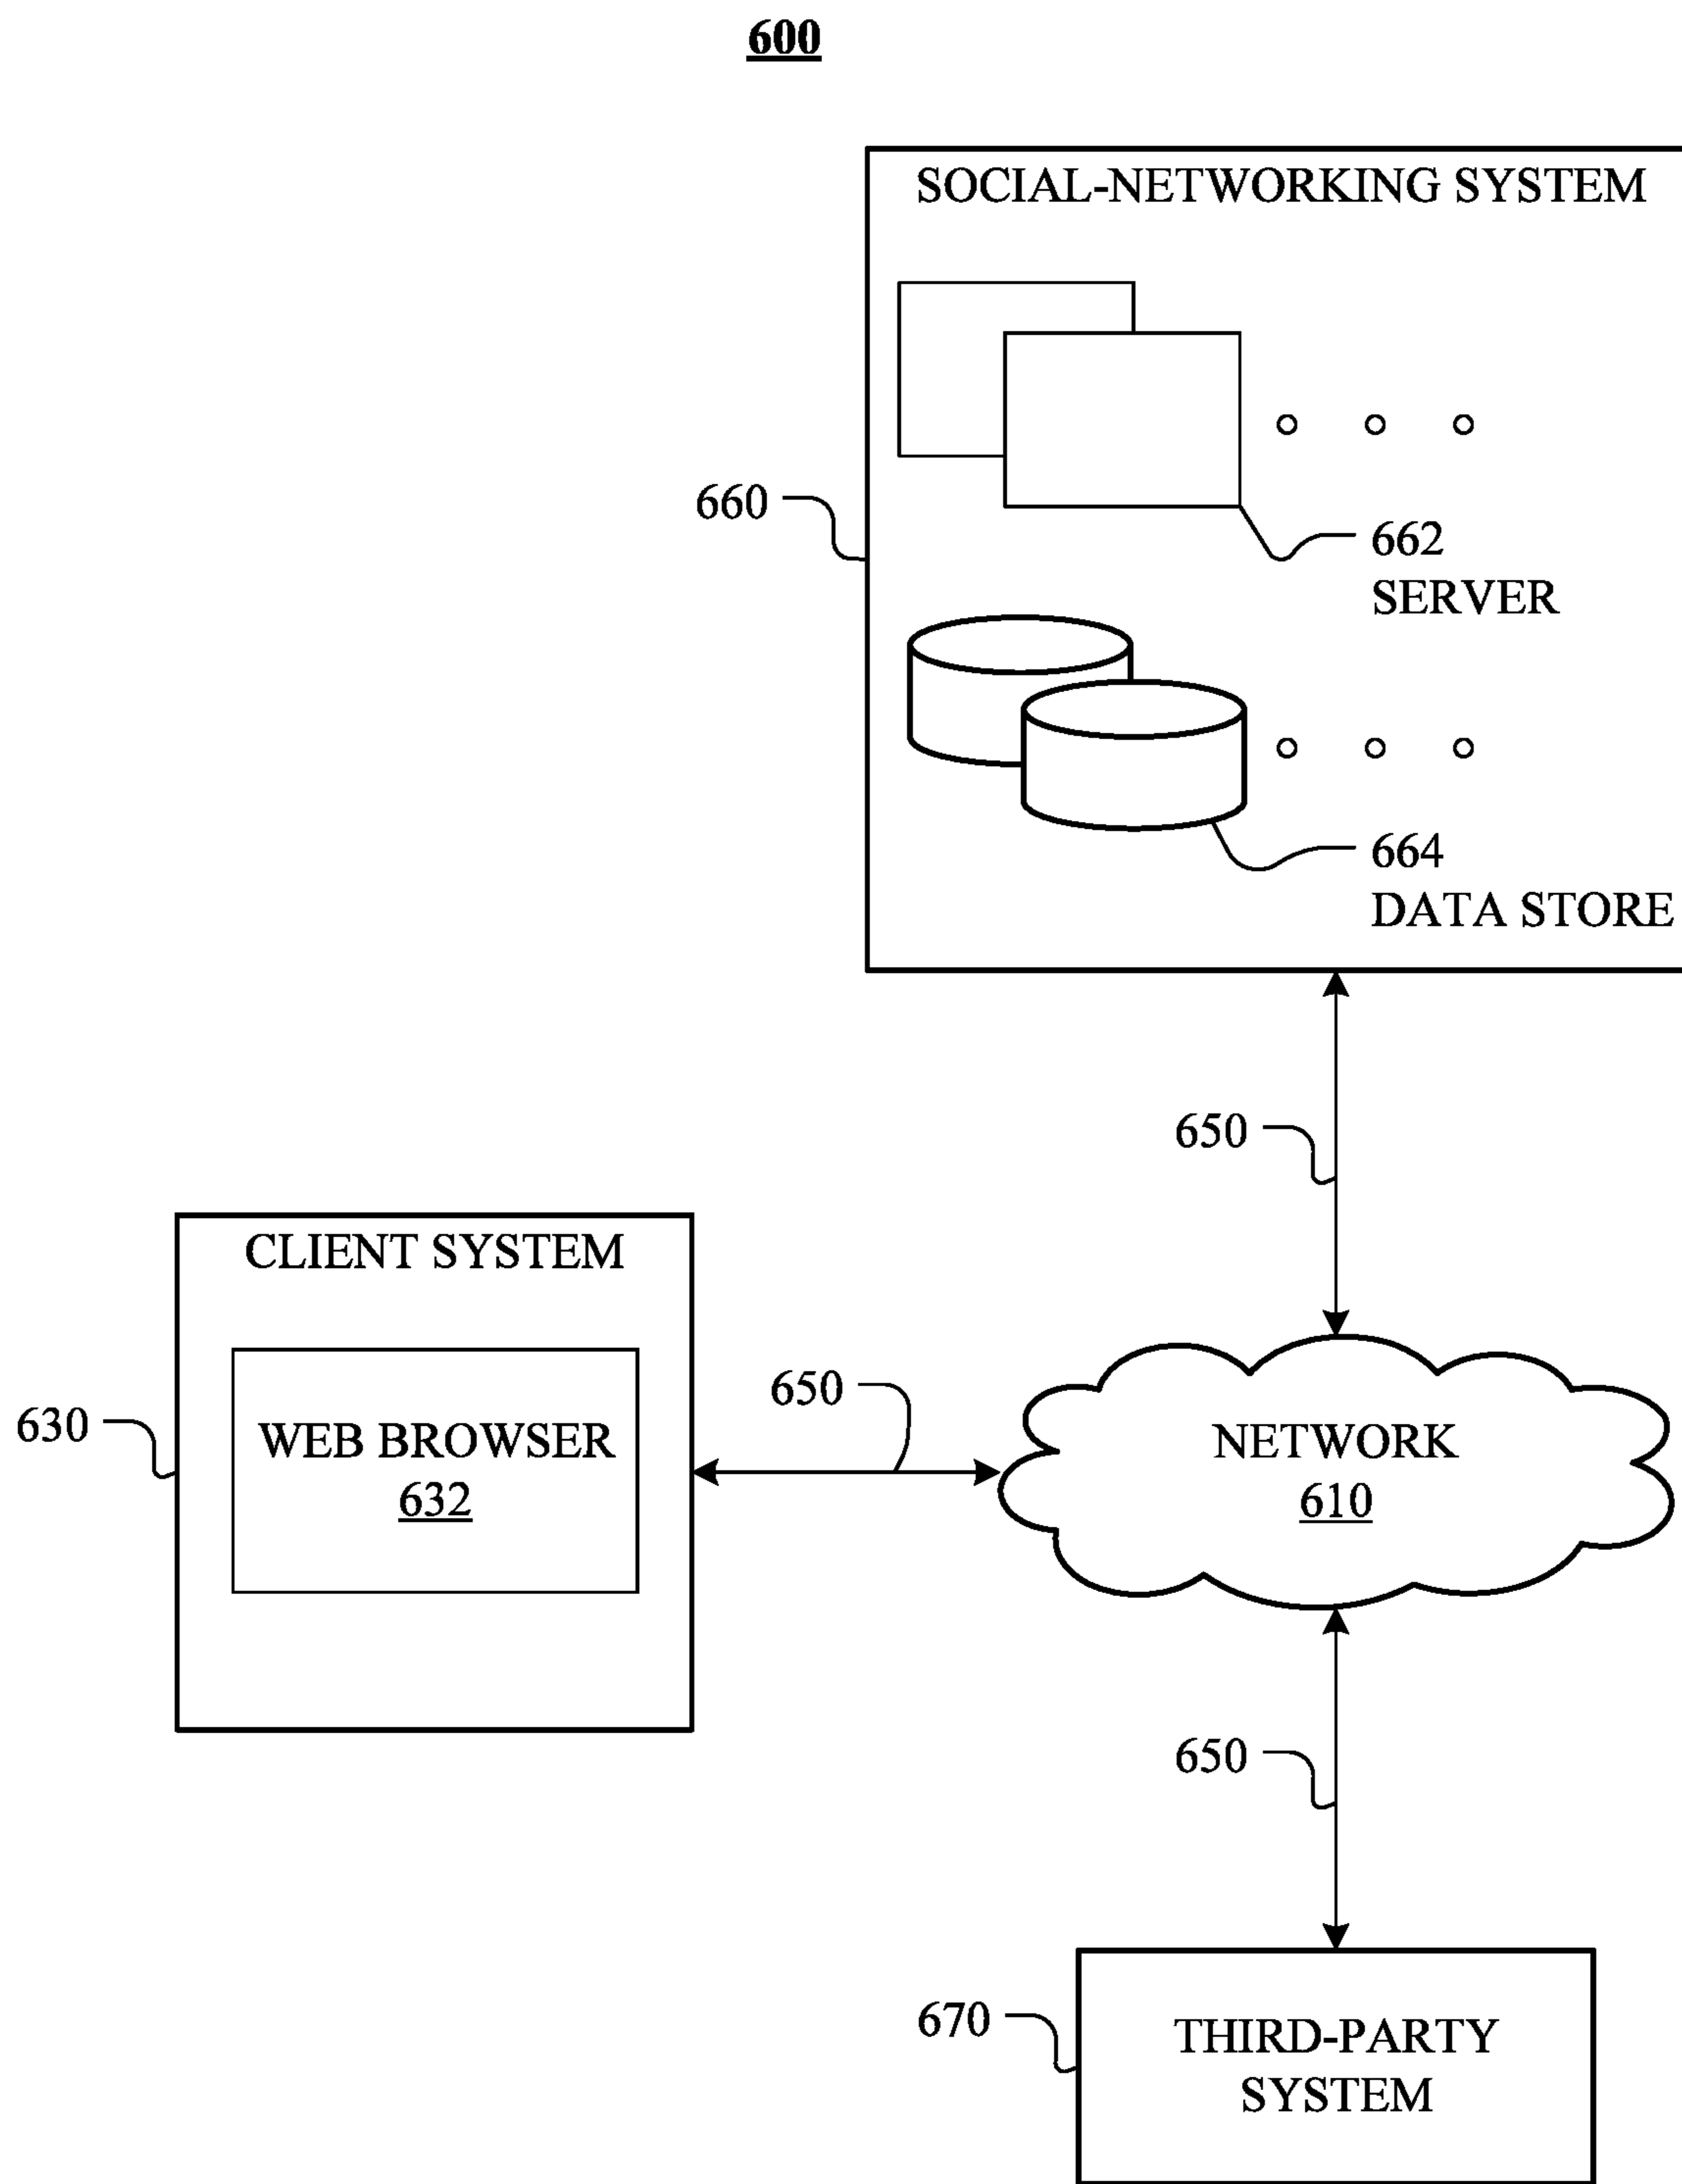 600
SOCIAL-NETWORKING SYSTEM
660
662
SERVER
664
DATA STORE
650
CLIENT SYSTEM
630
WEB BROWSER
632
650
NETWORK
610
650
670
THIRD-PARTY
SYSTEM